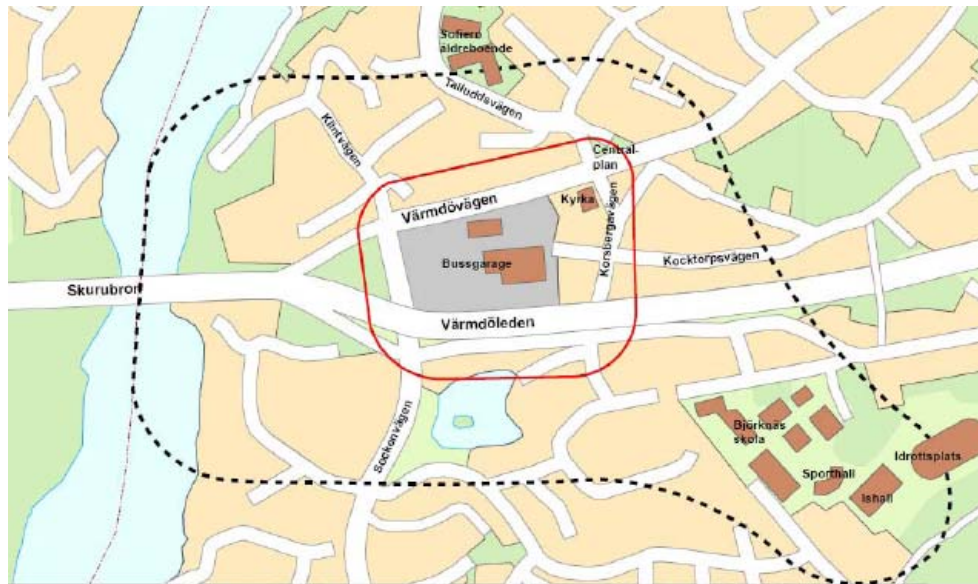 Sofiero
äldreboende
Talluddsvägen
Klintvägen
Central-
plan
Värmdövägen
Kyrka
Korsbergavägen
Bussgarage
Kocktorpsvägen
Skurubron
Värmdöleden
Sockenvägen
Björknäs
skola
Idrottsplats
Sporthall
Ishall